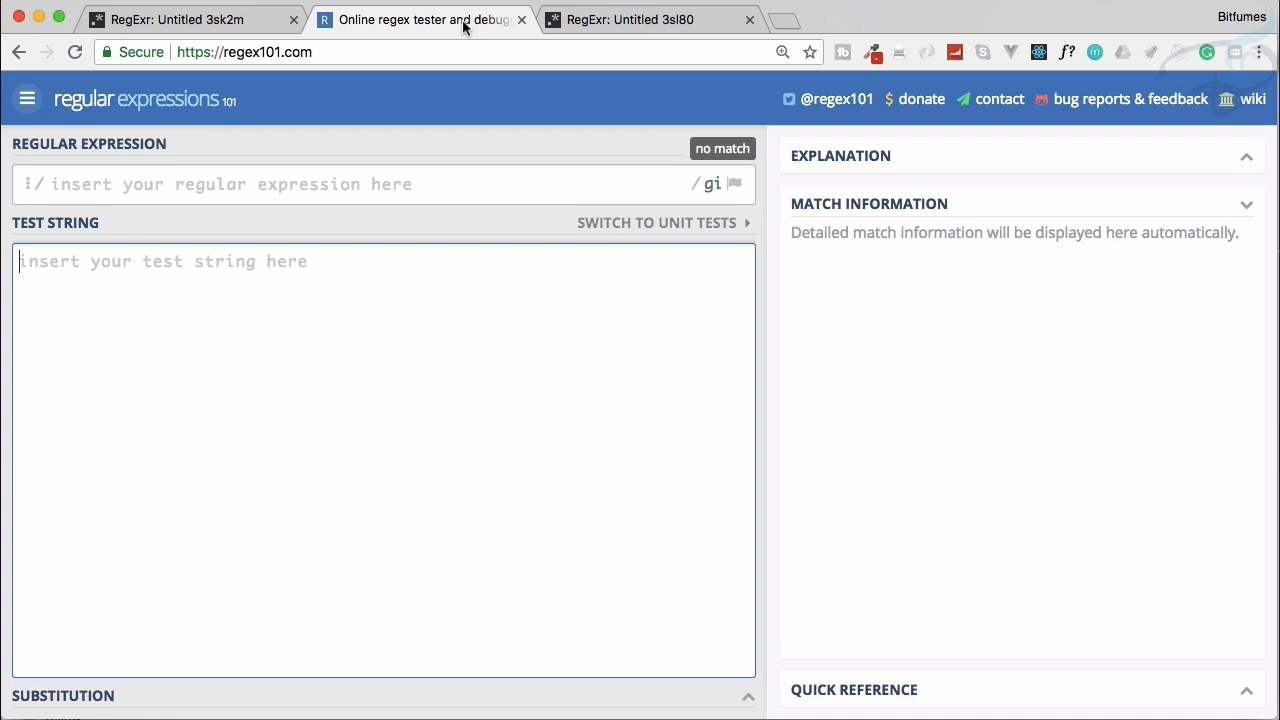 RegExr: Untitled 3sk2m
Online regex tester and debug
RegExr: Untitled 3sl80
Bitfumes
Secure https://regex101.com
regular expressions 101
@regex101
$ donate
contact
bug reports & feedback
wiki
REGULAR EXPRESSION
no match
/ insert your regular expression here / gi
TEST STRING
SWITCH TO UNIT TESTS
insert your test string here
SUBSTITUTION
EXPLANATION
MATCH INFORMATION
Detailed match information will be displayed here automatically.
QUICK REFERENCE